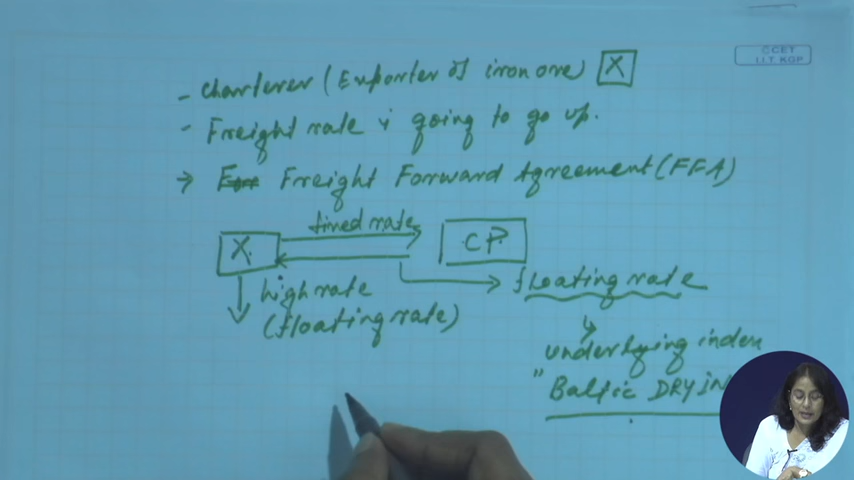 ©CET
I.I.T. KGP
- Charterer (Exporter of iron ore) X
- Freight rate is going to go up.
→ Freight Forward Agreement (FFA)
fixed rate
X.
CP.
floating rate
high rate
(floating rate)
underlying index
"Baltic DRY IN